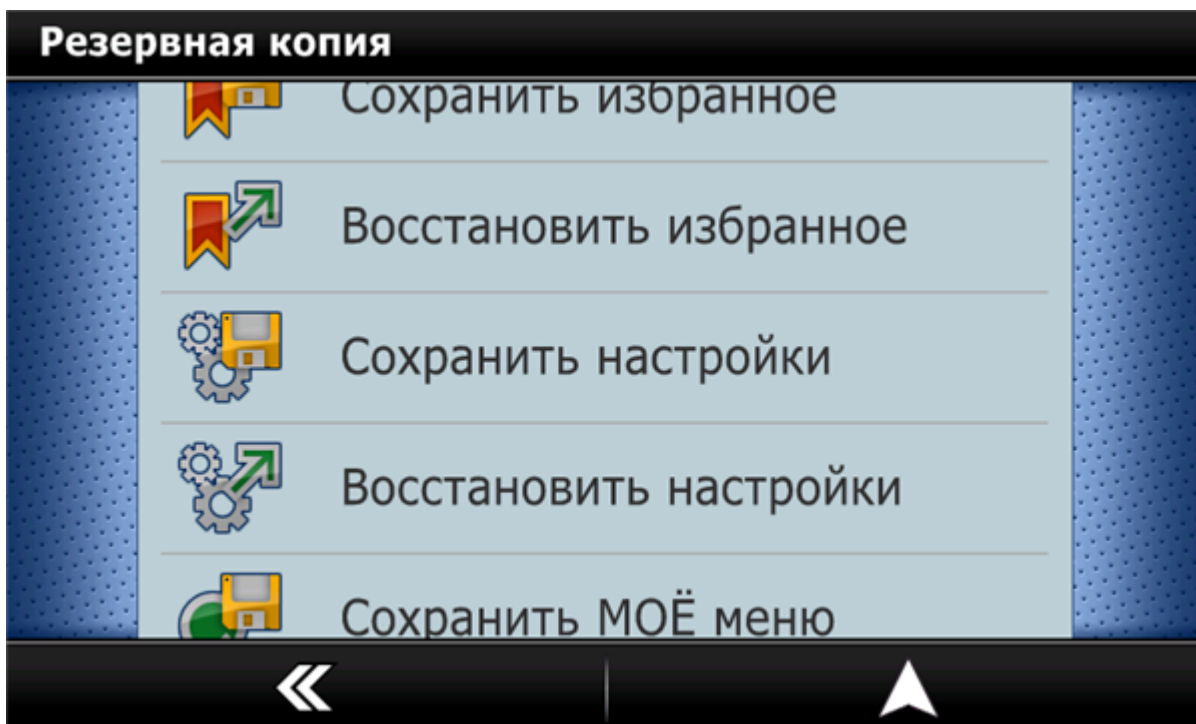 Резервная копия
Сохранить избранное
Восстановить избранное
Сохранить настройки
Восстановить настройки
Сохранить МОЁ меню